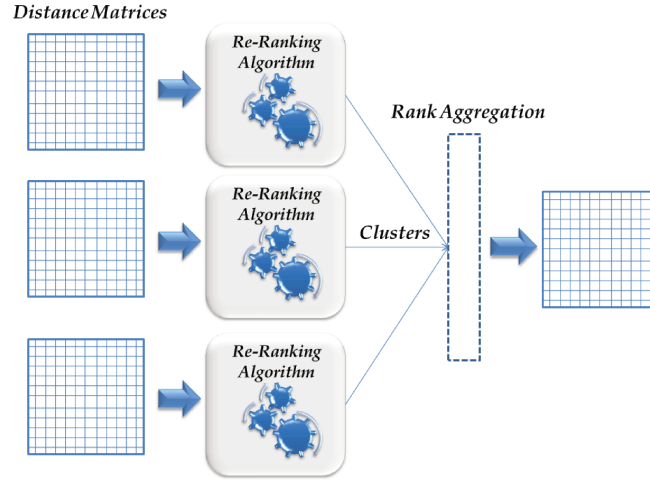 Distance Matrices
Re-Ranking
Algorithm
Rank Aggregation
Re-Ranking
Algorithm
Clusters
Re-Ranking
Algorithm